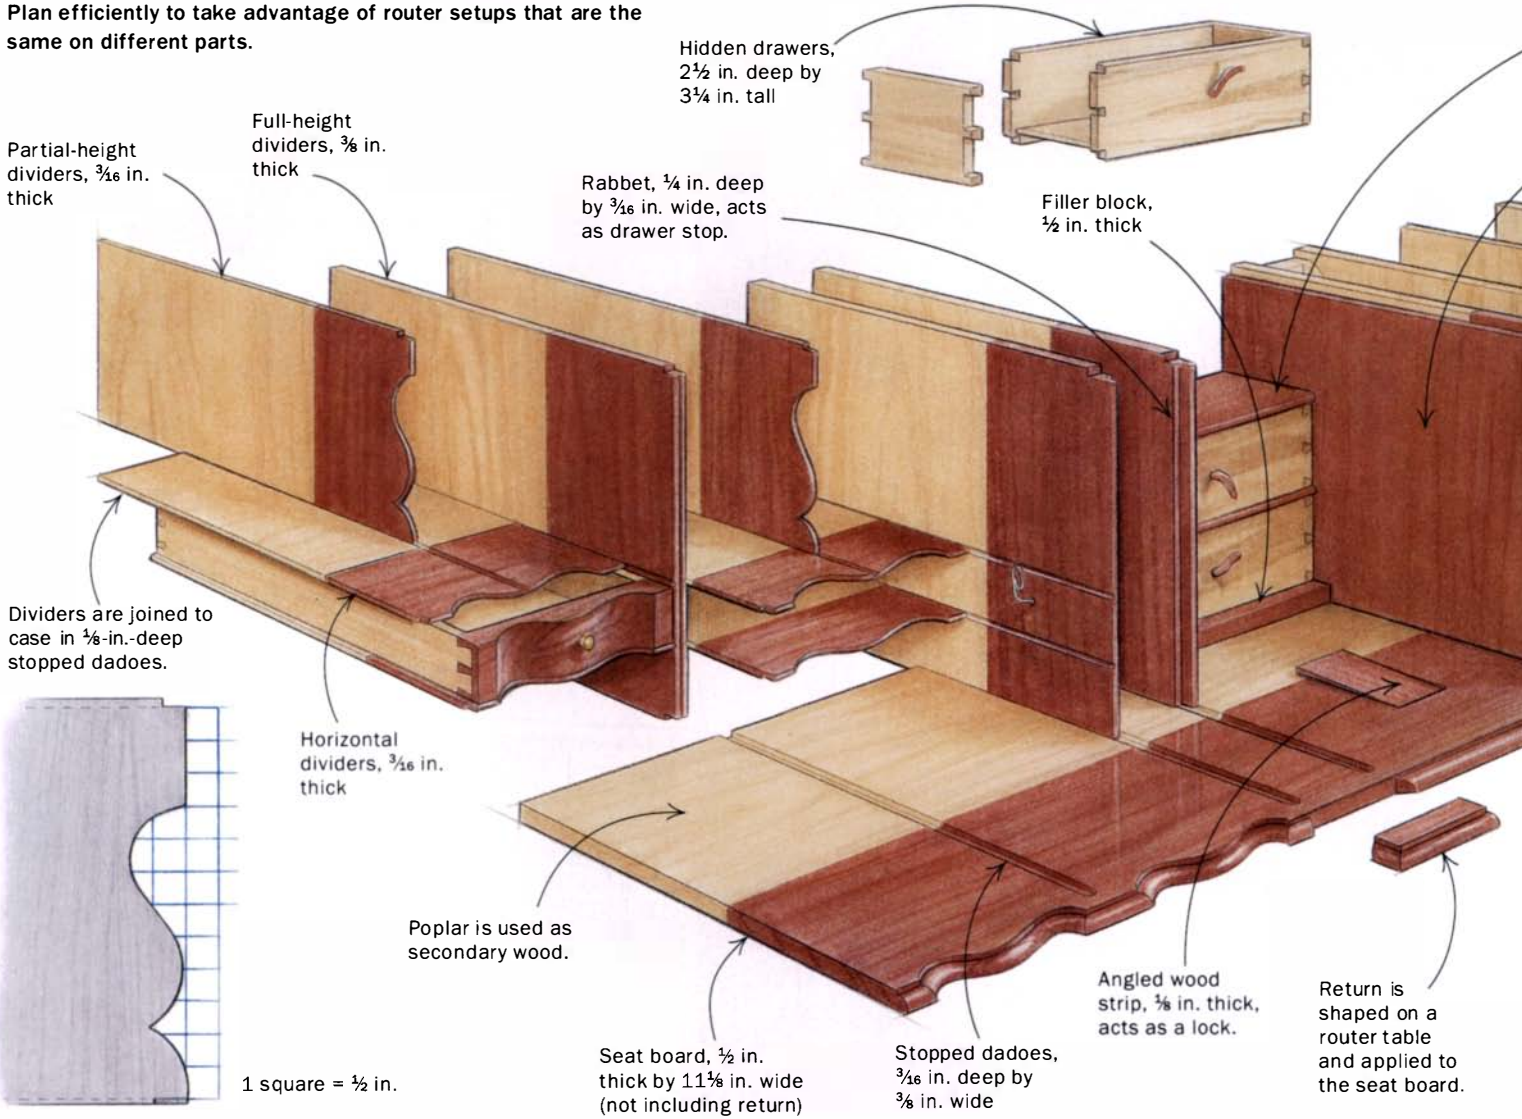 Plan efficiently to take advantage of router setups that are the
same on different parts.
Hidden drawers,
2½ in. deep by
3¼ in. tall
Full-height
dividers, ⅜ in.
thick
Partial-height
dividers, 3⁄16 in.
thick
Rabbet, ¼ in. deep
by 3⁄16 in. wide, acts
as drawer stop.
Filler block,
½ in. thick
Dividers are joined to
case in ⅛-in.-deep
stopped dadoes.
Horizontal
dividers, 3⁄16 in.
thick
Poplar is used as
secondary wood.
1 square = ½ in.
Seat board, ½ in.
thick by 11⅛ in. wide
(not including return)
Stopped dadoes,
3⁄16 in. deep by
⅜ in. wide
Angled wood
strip, ⅛ in. thick,
acts as a lock.
Return is
shaped on a
router table
and applied to
the seat board.